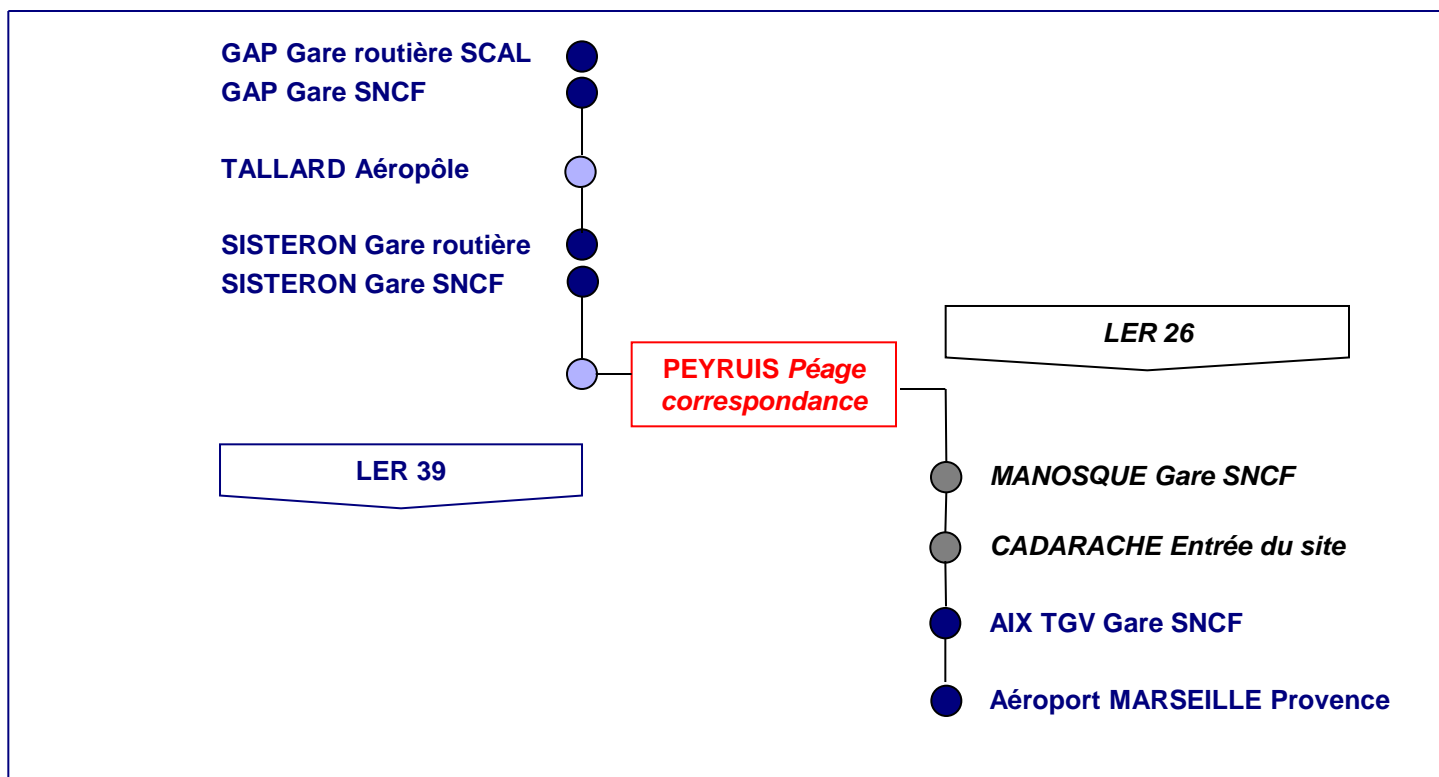 GAP Gare routière SCAL
GAP Gare SNCF
TALLARD Aéropôle
SISTERON Gare routière
SISTERON Gare SNCF
LER 26
PEYRUIS Péage
correspondance
LER 39
MANOSQUE Gare SNCF
CADARACHE Entrée du site
AIX TGV Gare SNCF
Aéroport MARSEILLE Provence